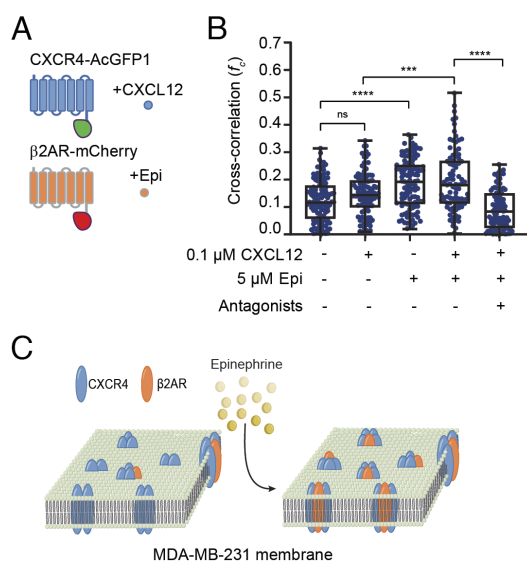 A
CXCR4-AcGFP1
+CXCL12
β2AR-mCherry
+Epi
B
Cross-correlation (fc)
0.7
0.6
0.5
0.4
0.3
0.2
0.1
0.0
ns
****
***
****
0.1 µM CXCL12 - + - + +
5 µM Epi - - + + +
Antagonists - - - - +
C
CXCR4 β2AR
Epinephrine
MDA-MB-231 membrane